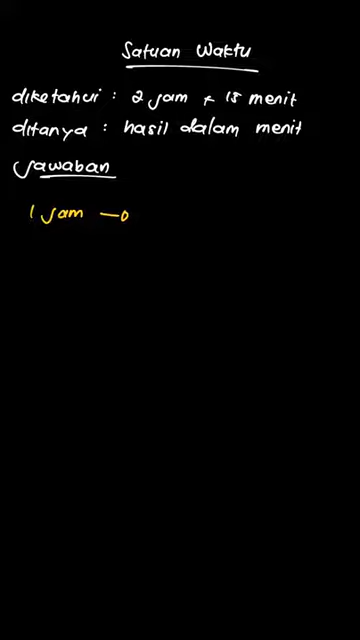 Satuan Waktu
diketahui : 2 jam + 15 menit
ditanya : hasil dalam menit
Jawaban
1 jam →